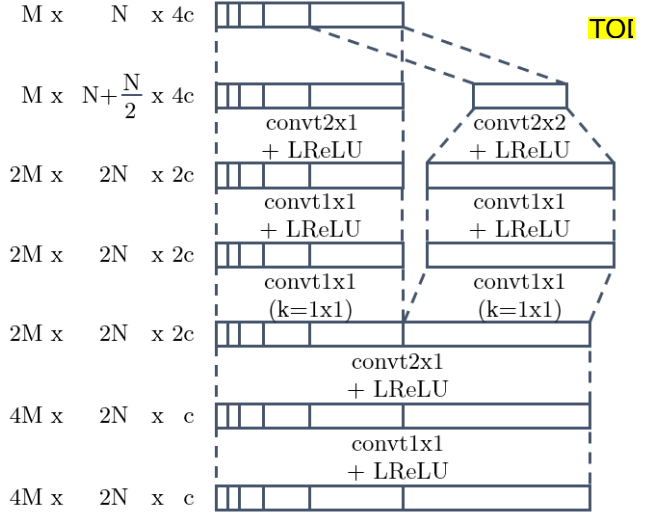 M x N x 4c
TOD
M x N+N/2 x 4c
convt2x1 convt2x2
+ LReLU + LReLU
2M x 2N x 2c
convt1x1 convt1x1
+ LReLU + LReLU
2M x 2N x 2c
convt1x1 convt1x1
(k=1x1) (k=1x1)
2M x 2N x 2c
convt2x1
+ LReLU
4M x 2N x c
convt1x1
+ LReLU
4M x 2N x c